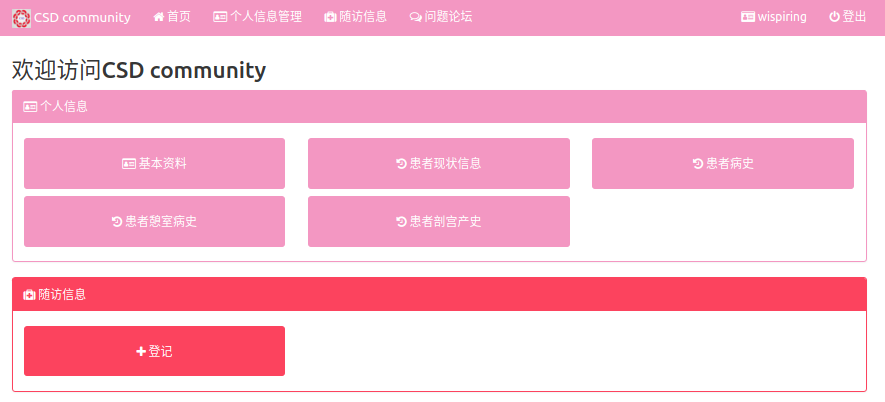 CSD community 首页 个人信息管理 随访信息 问题论坛 wispiring 登出
欢迎访问CSD community
个人信息
基本资料 患者现状信息 患者病史
患者憩室病史 患者剖宫产史
随访信息
登记